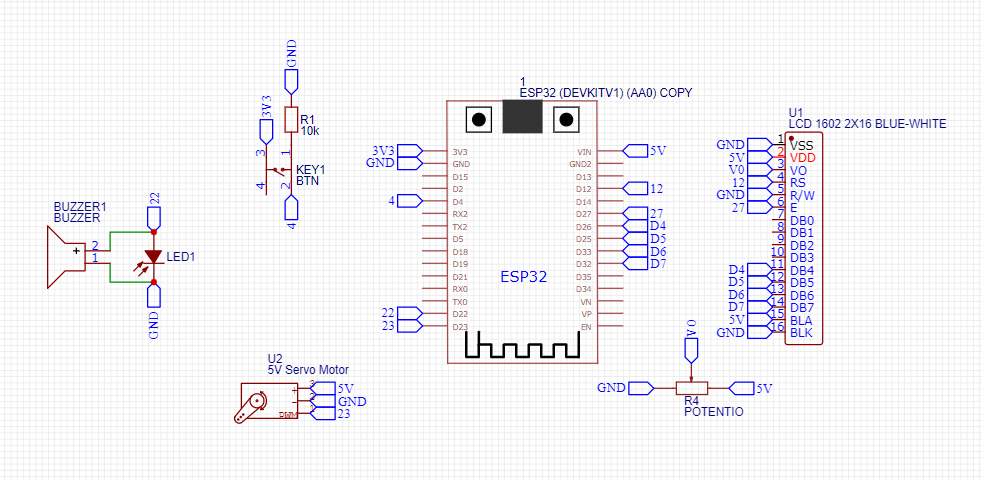 GND
3V3
R1
10k
3
1
KEY1
BTN
4
2
4
1
ESP32 (DEVKITV1) (AA0) COPY
3V3
GND
4
22
23
3V3
GND
D15
D2
D4
RX2
TX2
D5
D18
D19
D21
RX0
TX0
D22
D23
ESP32
VIN
GND2
D13
D12
D14
D27
D26
D25
D33
D32
D35
D34
VN
VP
EN
5V
12
27
D4
D5
D6
D7
U1
LCD 1602 2X16 BLUE-WHITE
GND 1 VSS
5V 2 VDD
V0 3 VO
12 4 RS
GND 5 R/W
27 6 E
7 DB0
8 DB1
9 DB2
10 DB3
D4 11 DB4
D5 12 DB5
D6 13 DB6
D7 14 DB7
5V 15 BLA
GND 16 BLK
22
BUZZER1
BUZZER
+
2
1
LED1
GND
U2
5V Servo Motor
+ 3 5V
- 2 GND
PWM 1 23
V0
GND
5V
R4
POTENTIO